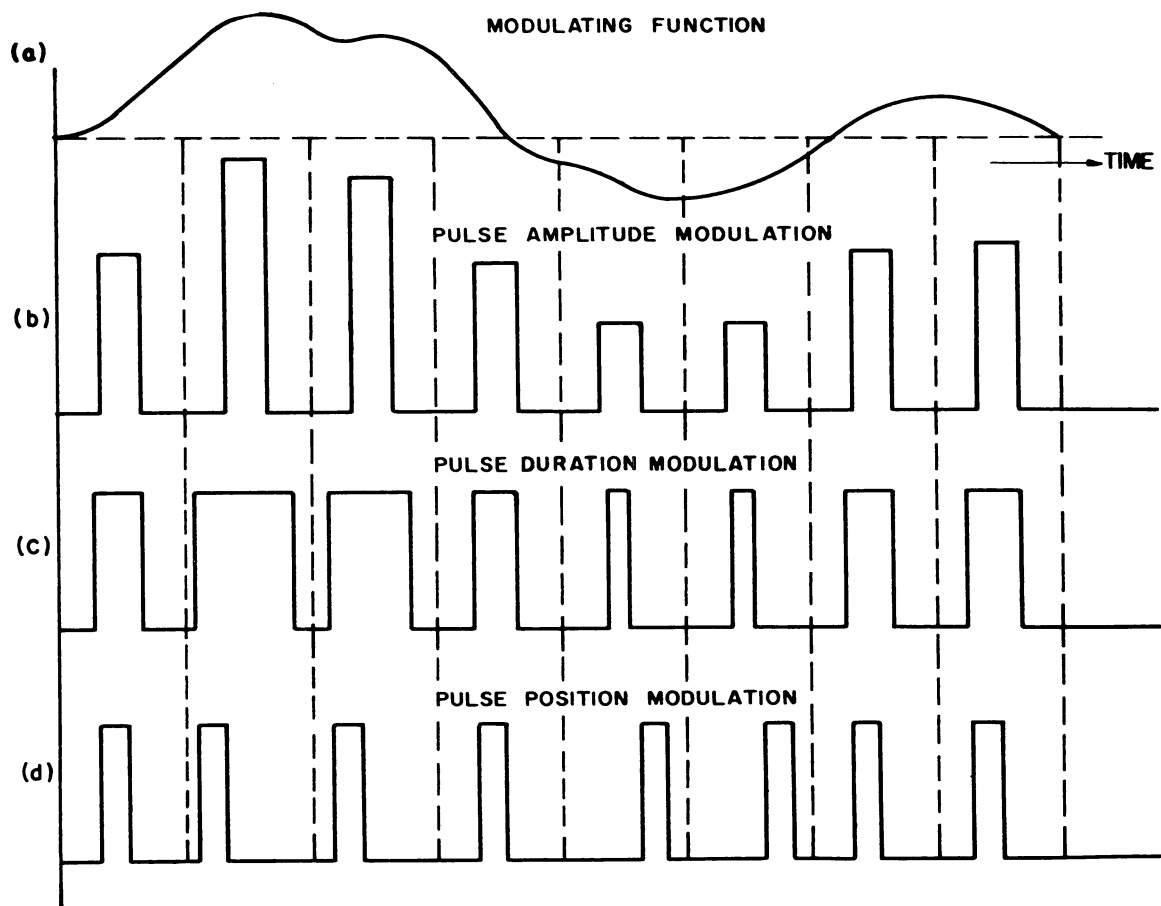 MODULATING FUNCTION
(a)
TIME
PULSE AMPLITUDE MODULATION
(b)
PULSE DURATION MODULATION
(c)
PULSE POSITION MODULATION
(d)